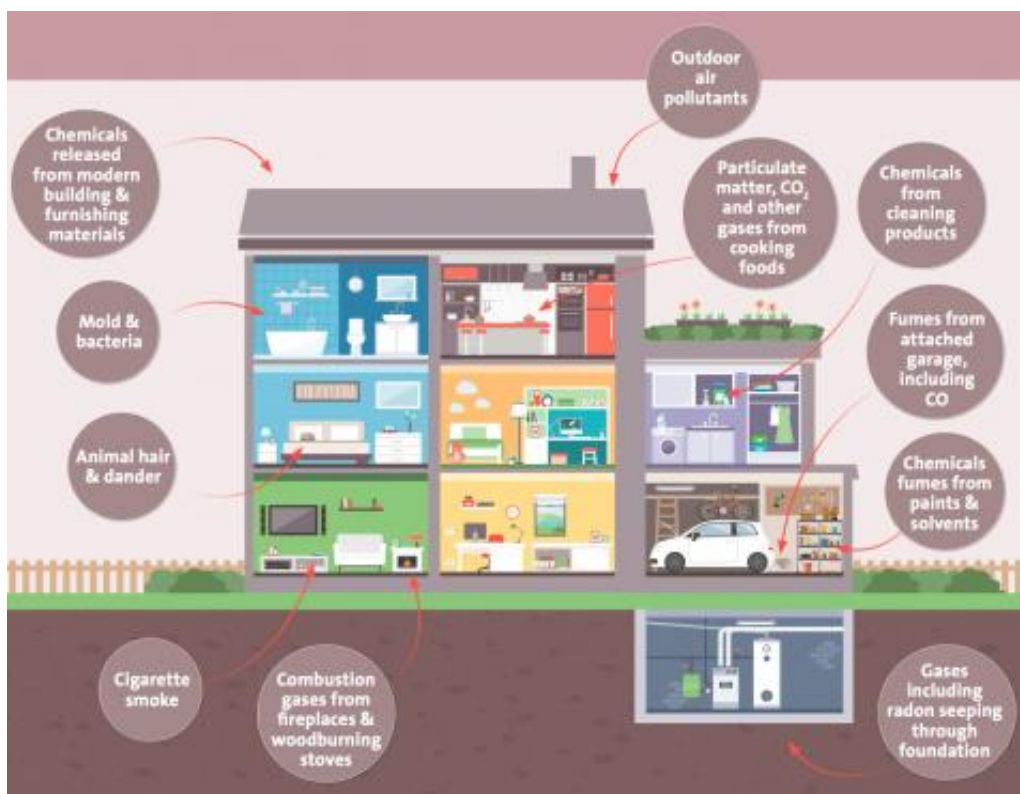 Outdoor
air
pollutants
Chemicals
released
from modern
building &
furnishing
materials
Particulate
matter, CO₂
and other
gases from
cooking
foods
Chemicals
from
cleaning
products
Mold &
bacteria
Fumes from
attached
garage,
including
CO
Animal hair
& dander
Chemicals
fumes from
paints &
solvents
Cigarette
smoke
Combustion
gases from
fireplaces &
woodburning
stoves
Gases
including
radon seeping
through
foundation